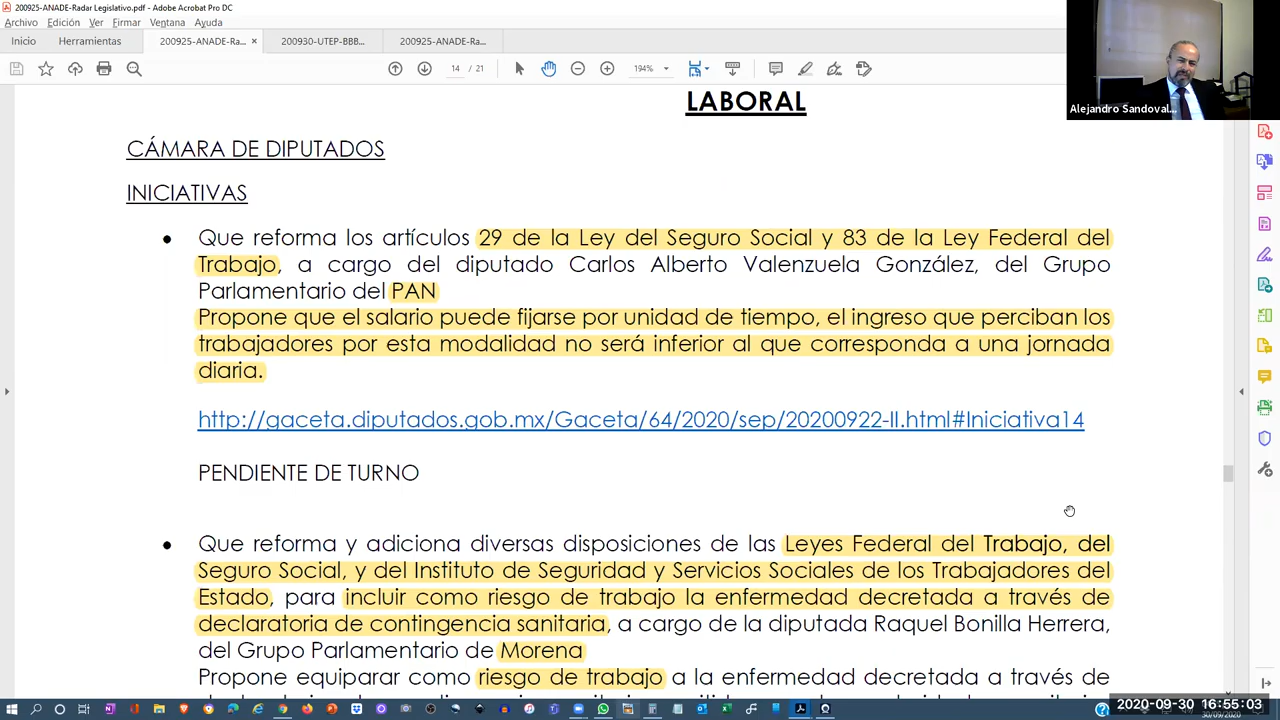 200925-ANADE-Radar Legislativo.pdf - Adobe Acrobat Pro DC
Archivo Edición Ver Firmar Ventana Ayuda
Inicio Herramientas 200925-ANADE-Ra... × 200930-UTEP-BBB... 200925-ANADE-Ra...
14 / 21 194%
Alejandro Sandoval...
LABORAL
CÁMARA DE DIPUTADOS
INICIATIVAS
• Que reforma los artículos 29 de la Ley del Seguro Social y 83 de la Ley Federal del
Trabajo, a cargo del diputado Carlos Alberto Valenzuela González, del Grupo
Parlamentario del PAN
Propone que el salario puede fijarse por unidad de tiempo, el ingreso que perciban los
trabajadores por esta modalidad no será inferior al que corresponda a una jornada
diaria.
http://gaceta.diputados.gob.mx/Gaceta/64/2020/sep/20200922-II.html#Iniciativa14
PENDIENTE DE TURNO
• Que reforma y adiciona diversas disposiciones de las Leyes Federal del Trabajo, del
Seguro Social, y del Instituto de Seguridad y Servicios Sociales de los Trabajadores del
Estado, para incluir como riesgo de trabajo la enfermedad decretada a través de
declaratoria de contingencia sanitaria, a cargo de la diputada Raquel Bonilla Herrera,
del Grupo Parlamentario de Morena
Propone equiparar como riesgo de trabajo a la enfermedad decretada a través de
2020-09-30 16:55:03
30/09/2020